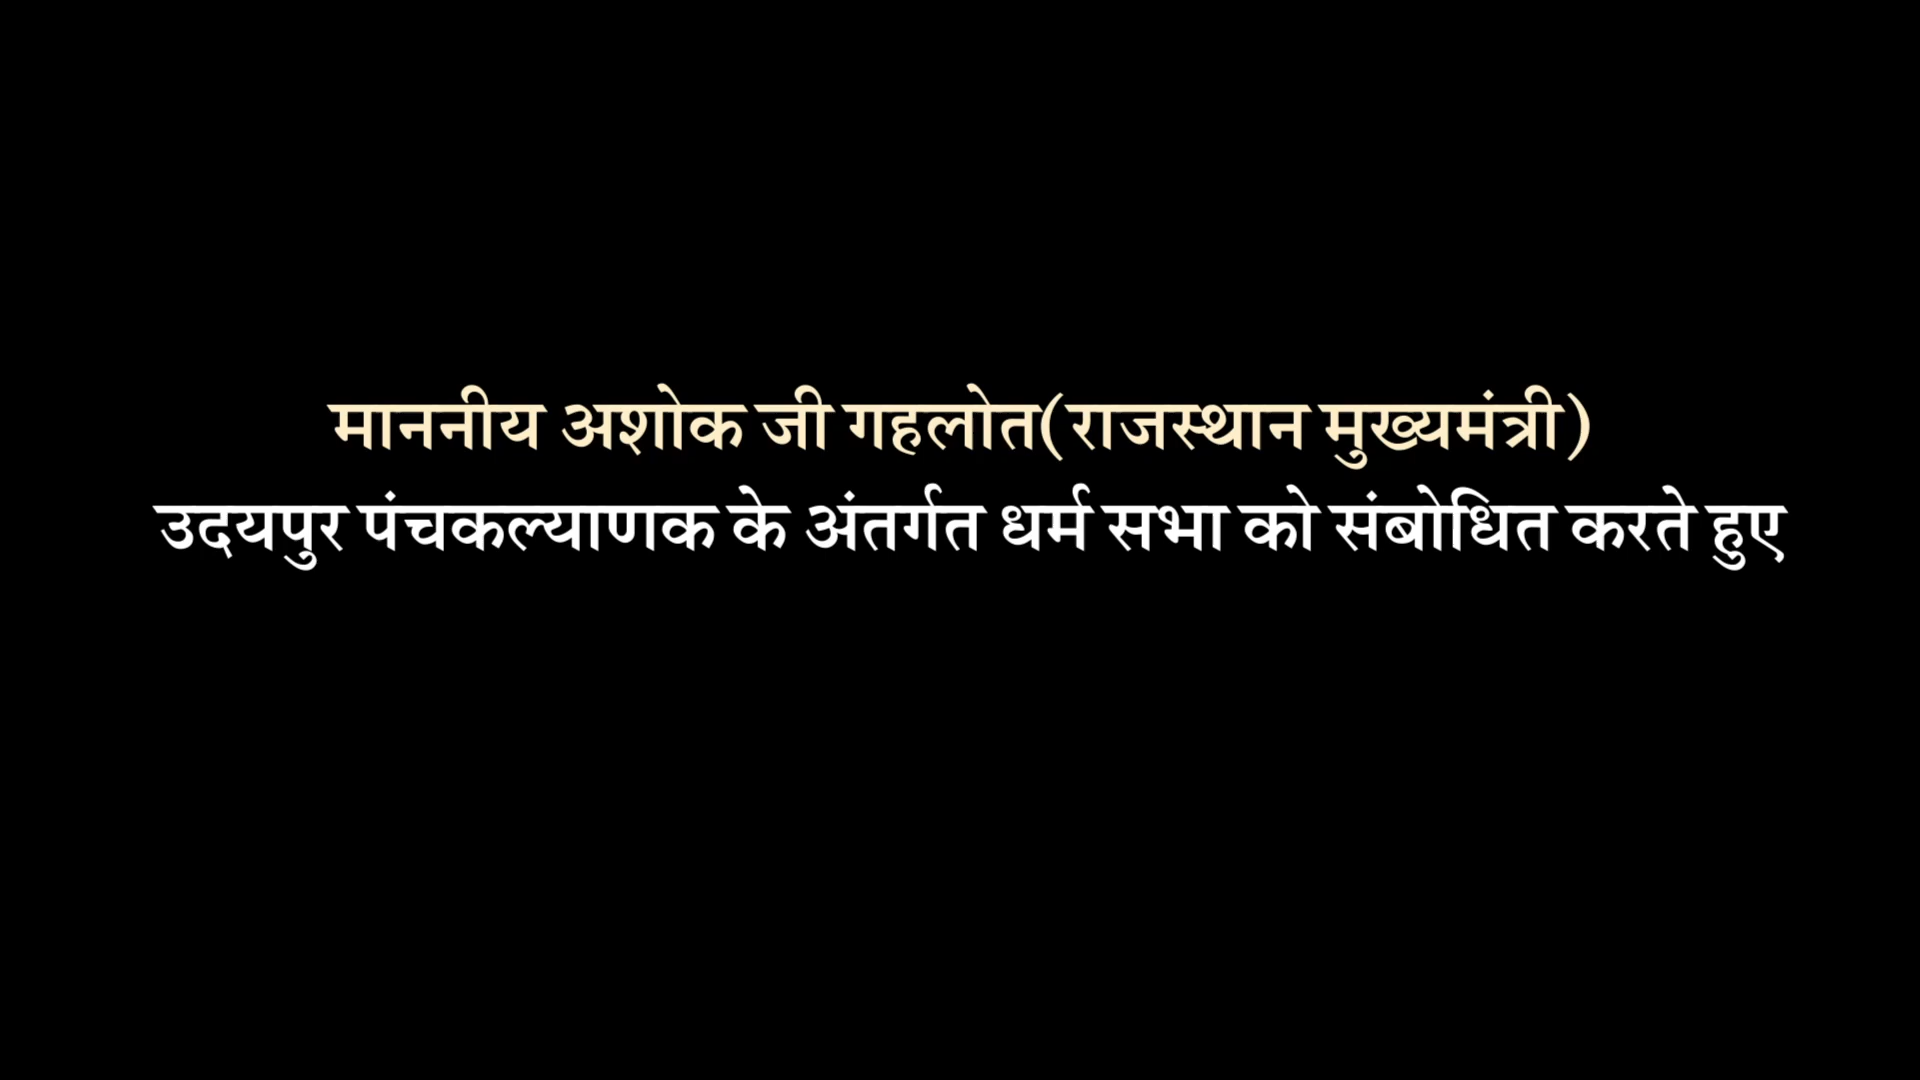 माननीय अशोक जी गहलोत(राजस्थान मुख्यमंत्री)
उदयपुर पंचकल्याणक के अंतर्गत धर्म सभा को संबोधित करते हुए